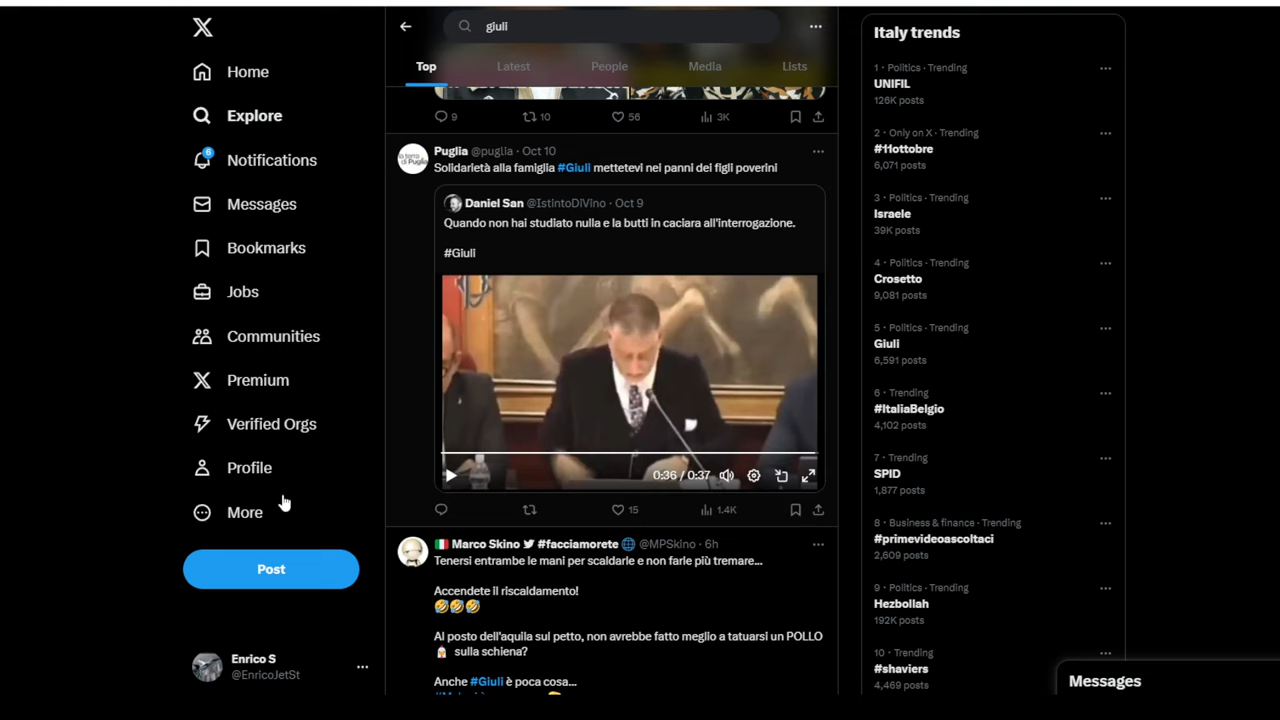 giuli
Top Latest People Media Lists
Home
Explore
6
Notifications
Messages
Bookmarks
Jobs
Communities
Premium
Verified Orgs
Profile
More
Post
Enrico S
@EnricoJetSt
9 10 56 3K
Puglia @puglia · Oct 10
Solidarietà alla famiglia #Giuli mettetevi nei panni dei figli poverini
Daniel San @IstIntoDiVino · Oct 9
Quando non hai studiato nulla e la butti in caciara all'interrogazione.
#Giuli
0:36 / 0:37
15 1.4K
Marco Skino #facciamorete @MPSkino · 6h
Tenersi entrambe le mani per scaldarle e non farle più tremare...
Accendete il riscaldamento!
🤣🤣🤣
Al posto dell'aquila sul petto, non avrebbe fatto meglio a tatuarsi un POLLO
sulla schiena?
Anche #Giuli è poca cosa...
Italy trends
1 · Politics · Trending
UNIFIL
126K posts
2 · Only on X · Trending
#11ottobre
6,071 posts
3 · Politics · Trending
Israele
39K posts
4 · Politics · Trending
Crosetto
9,081 posts
5 · Politics · Trending
Giuli
6,591 posts
6 · Trending
#ItaliaBelgio
4,102 posts
7 · Trending
SPID
1,877 posts
8 · Business & finance · Trending
#primevideoascoltaci
2,609 posts
9 · Politics · Trending
Hezbollah
192K posts
10 · Trending
#shaviers
4,469 posts
Messages